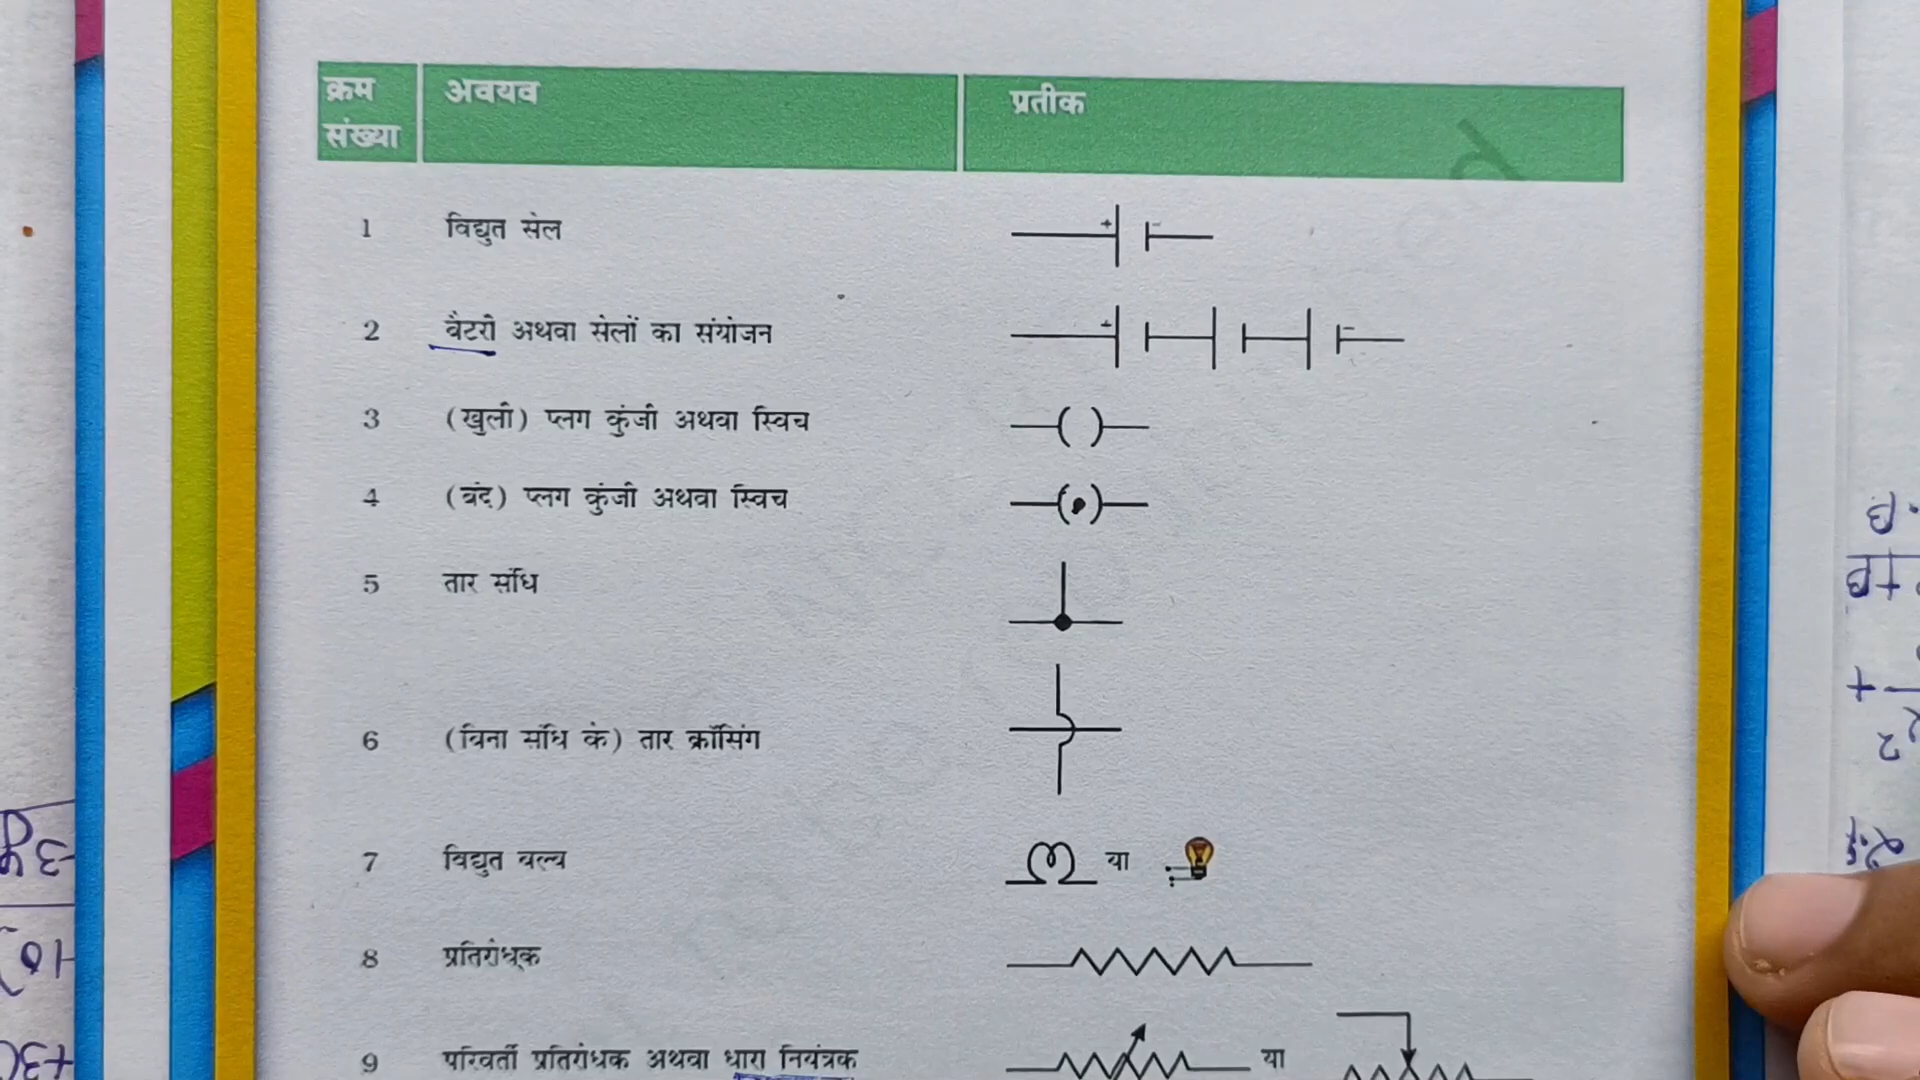 क्रम संख्या अवयव प्रतीक
1 विद्युत सेल + -
2 बैटरी अथवा सेलों का संयोजन + -
3 (खुली) प्लग कुंजी अथवा स्विच
4 (बंद) प्लग कुंजी अथवा स्विच
5 तार संधि
6 (बिना संधि के) तार क्रॉसिंग
7 विद्युत बल्ब या
8 प्रतिरोधक
9 परिवर्ती प्रतिरोधक अथवा धारा नियंत्रक या